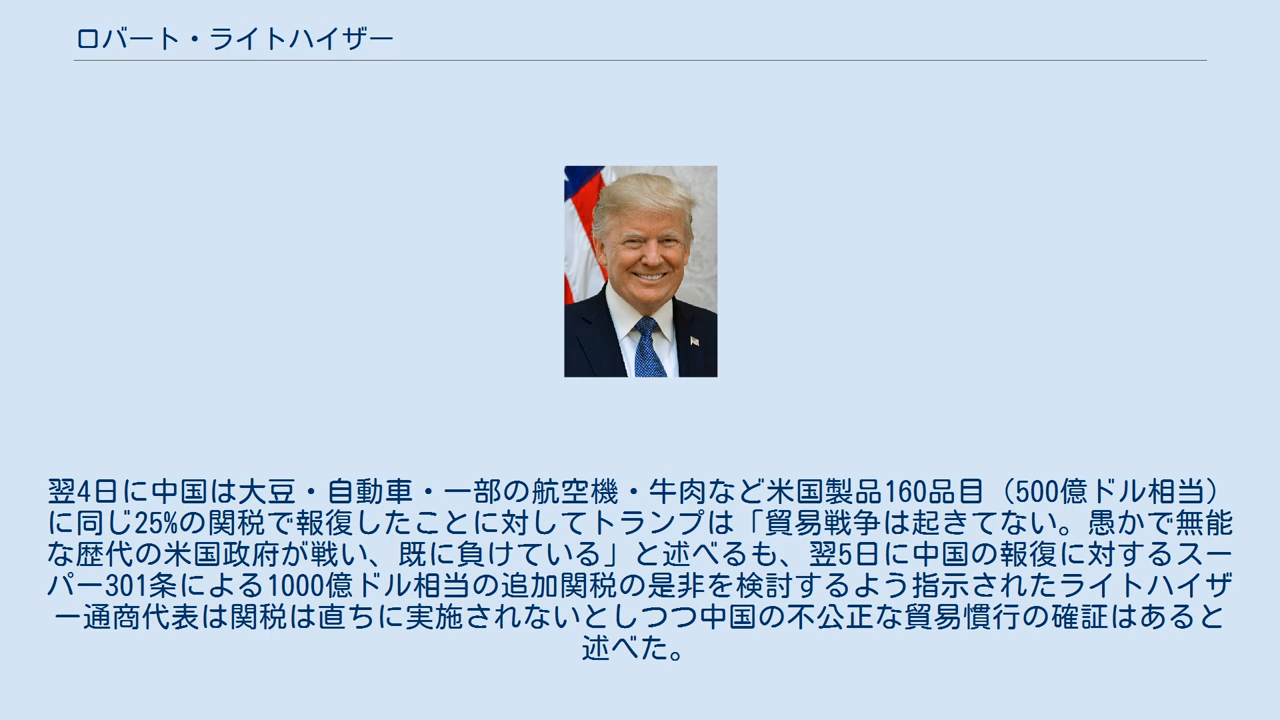 ロバート・ライトハイザー
翌4日に中国は大豆・自動車・一部の航空機・牛肉など米国製品160品目（500億ドル相当）
に同じ25%の関税で報復したことに対してトランプは「貿易戦争は起きてない。愚かで無能
な歴代の米国政府が戦い、既に負けている」と述べるも、翌5日に中国の報復に対するスー
パー301条による1000億ドル相当の追加関税の是非を検討するよう指示されたライトハイザ
ー通商代表は関税は直ちに実施されないとしつつ中国の不公正な貿易慣行の確証はあると
述べた。